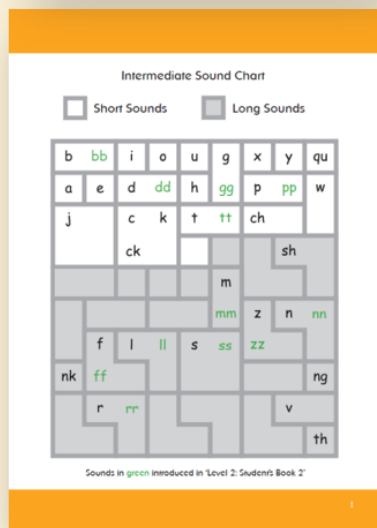 Intermediate Sound Chart
Short Sounds Long Sounds
b bb i o u g x y qu
a e d dd h gg p pp w
j c k t tt ch
ck sh
m
mm z n nn
f l ll s ss zz
nk ff ng
r rr v
th
Sounds in green introduced in 'Level 2: Student's Book 2'
1